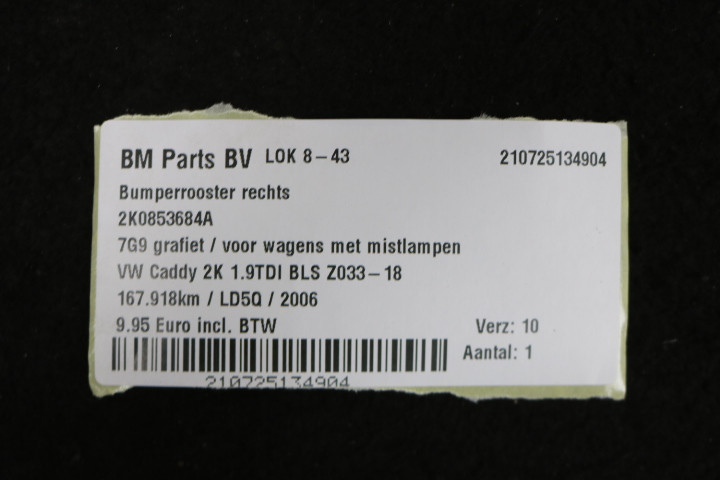 BM Parts BV LOK 8-43 210725134904
Bumperrooster rechts
2K0853684A
7G9 grafiet / voor wagens met mistlampen
VW Caddy 2K 1.9TDI BLS Z033-18
167.918km / LD5Q / 2006
9.95 Euro incl. BTW Verz: 10
Aantal: 1
210725134904